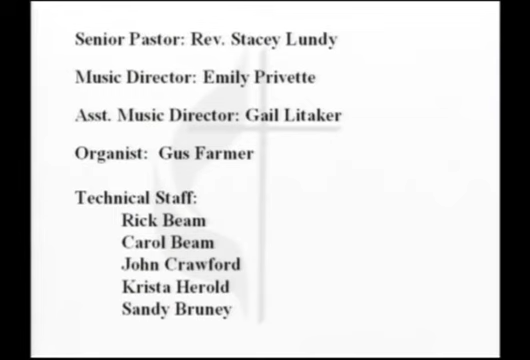 Senior Pastor: Rev. Stacey Lundy
Music Director: Emily Privette
Asst. Music Director: Gail Litaker
Organist:  Gus Farmer
Technical Staff:
Rick Beam
Carol Beam
John Crawford
Krista Herold
Sandy Bruney